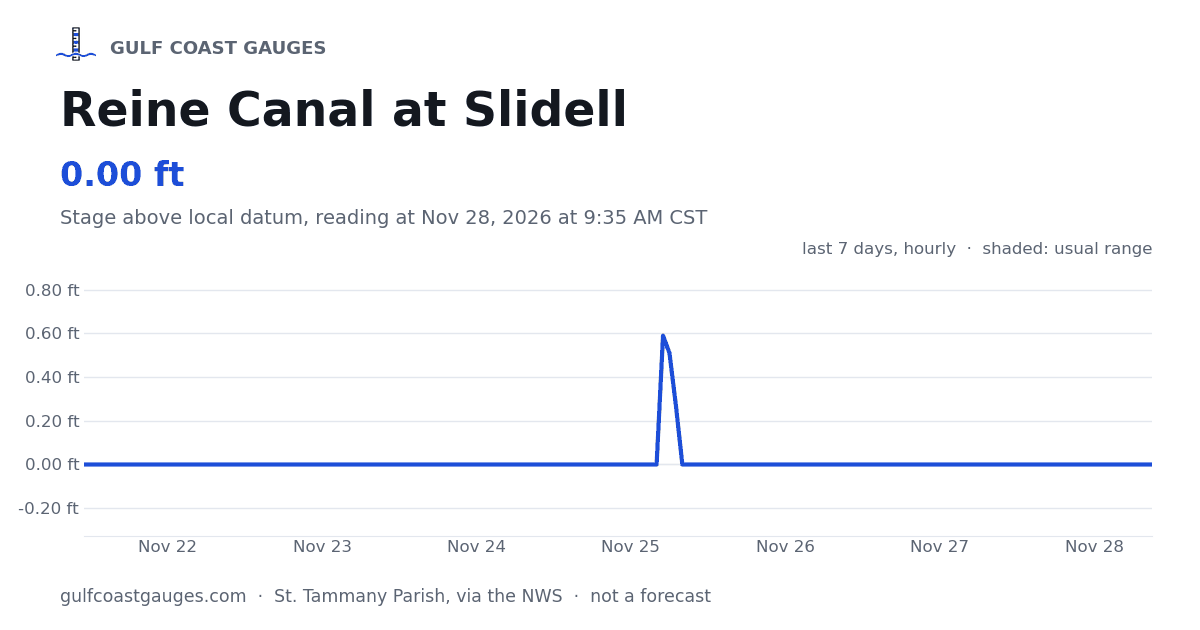 GULF COAST GAUGES
Reine Canal at Slidell
0.00 ft
Stage above local datum, reading at Nov 28, 2026 at 9:35 AM CST
last 7 days, hourly · shaded: usual range
0.80 ft
0.60 ft
0.40 ft
0.20 ft
0.00 ft
-0.20 ft
Nov 22 Nov 23 Nov 24 Nov 25 Nov 26 Nov 27 Nov 28
gulfcoastgauges.com · St. Tammany Parish, via the NWS · not a forecast